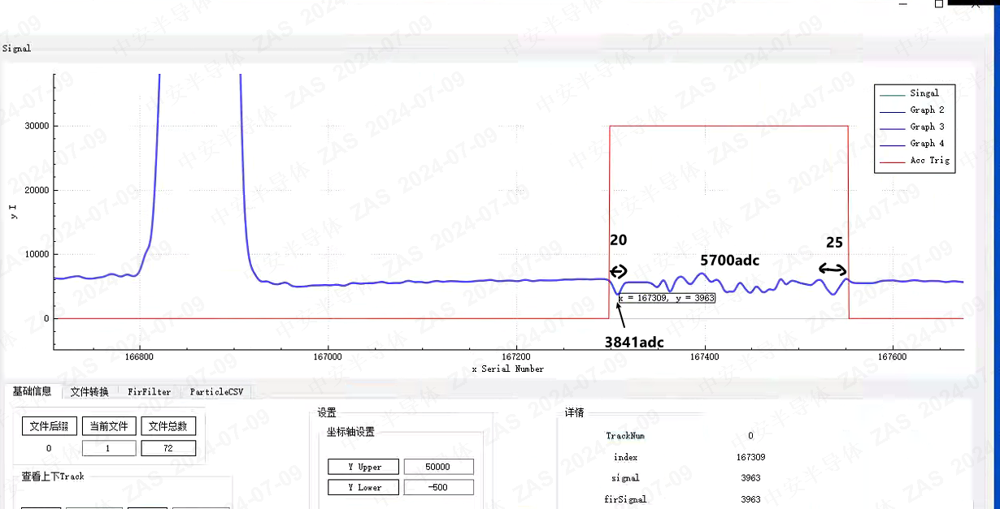 Signal
30000
20000
10000
0
y I
Singal
Graph 2
Graph 3
Graph 4
Acc Trig
20
25
5700adc
x = 167309, y = 3963
3841adc
166800 167000 167200 167400 167600
x Serial Number
基础信息 文件转换 FirFilter ParticleCSV
文件后缀 当前文件 文件总数
0 1 72
查看上下Track
设置
坐标轴设置
Y Upper 50000
Y Lower -500
详情
TrackNum 0
index 167309
signal 3963
firSignal 3963
中安半导体 ZAS 2024-07-09